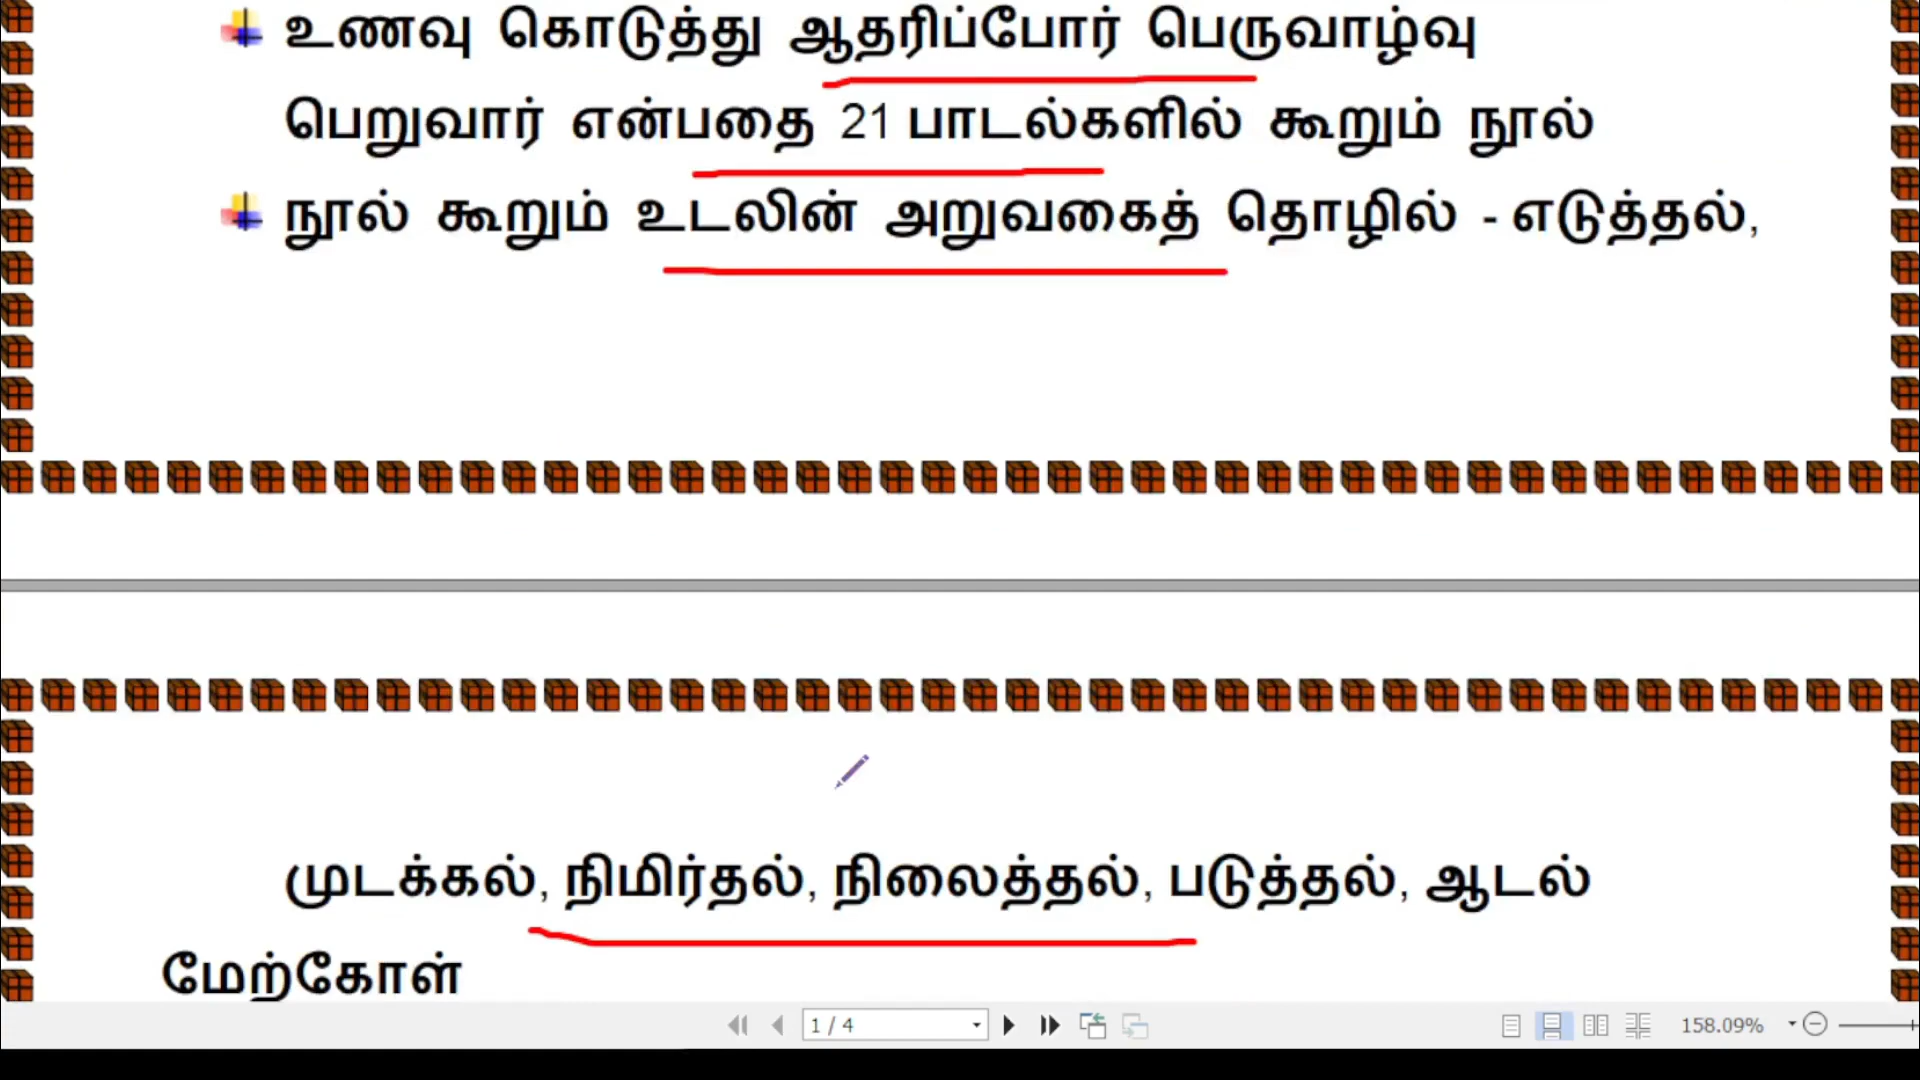 உணவு கொடுத்து ஆதரிப்போர் பெருவாழ்வு
பெறுவார் என்பதை 21 பாடல்களில் கூறும் நூல்
நூல் கூறும் உடலின் அறுவகைத் தொழில் - எடுத்தல்,
முடக்கல், நிமிர்தல், நிலைத்தல், படுத்தல், ஆடல்
மேற்கோள்
1 / 4
158.09%